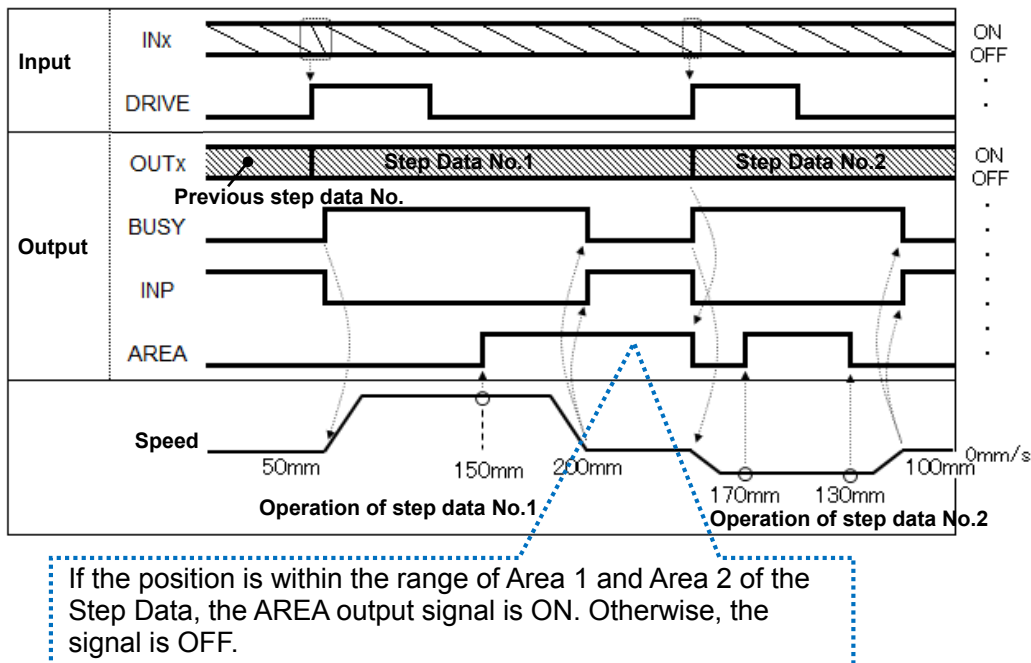 Input
INx
ON
OFF
DRIVE
Output
OUTx
Step Data No.1
Step Data No.2
ON
OFF
Previous step data No.
BUSY
INP
AREA
Speed
50mm
150mm
200mm
170mm
130mm
100mm
0mm/s
Operation of step data No.1
Operation of step data No.2
If the position is within the range of Area 1 and Area 2 of the
Step Data, the AREA output signal is ON. Otherwise, the
signal is OFF.